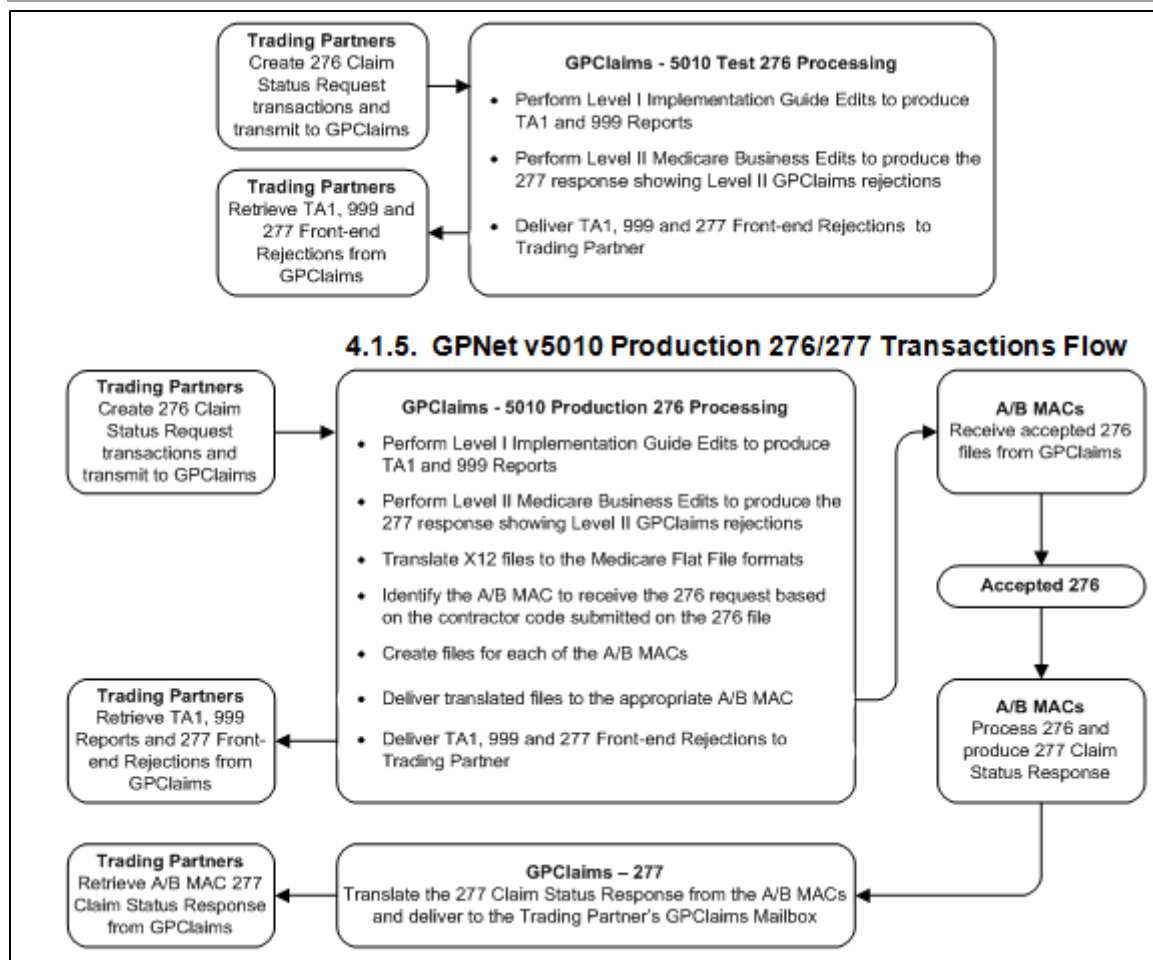 Trading Partners
Create 276 Claim
Status Request
transactions and
transmit to GPClaims
GPClaims - 5010 Test 276 Processing
• Perform Level I Implementation Guide Edits to produce
TA1 and 999 Reports
• Perform Level II Medicare Business Edits to produce the
277 response showing Level II GPClaims rejections
• Deliver TA1, 999 and 277 Front-end Rejections to
Trading Partner
Trading Partners
Retrieve TA1, 999 and
277 Front-end
Rejections from
GPClaims
4.1.5. GPNet v5010 Production 276/277 Transactions Flow
Trading Partners
Create 276 Claim
Status Request
transactions and
transmit to GPClaims
GPClaims - 5010 Production 276 Processing
• Perform Level I Implementation Guide Edits to produce
TA1 and 999 Reports
• Perform Level II Medicare Business Edits to produce the
277 response showing Level II GPClaims rejections
• Translate X12 files to the Medicare Flat File formats
• Identify the A/B MAC to receive the 276 request based
on the contractor code submitted on the 276 file
• Create files for each of the A/B MACs
• Deliver translated files to the appropriate A/B MAC
• Deliver TA1, 999 and 277 Front-end Rejections to
Trading Partner
A/B MACs
Receive accepted 276
files from GPClaims
Accepted 276
A/B MACs
Process 276 and
produce 277 Claim
Status Response
Trading Partners
Retrieve TA1, 999
Reports and 277 Front-
end Rejections from
GPClaims
GPClaims – 277
Translate the 277 Claim Status Response from the A/B MACs
and deliver to the Trading Partner's GPClaims Mailbox
Trading Partners
Retrieve A/B MAC 277
Claim Status Response
from GPClaims